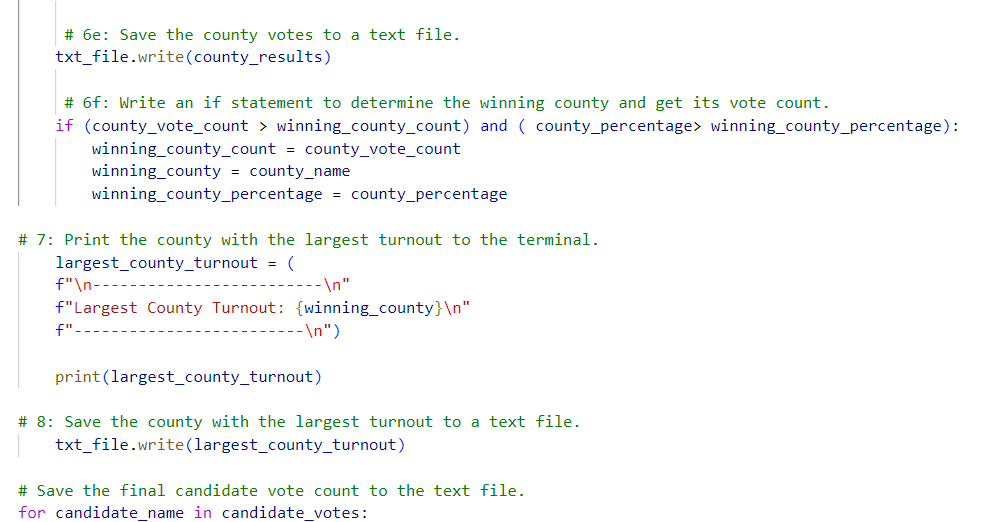 # 6e: Save the county votes to a text file.
txt_file.write(county_results)
# 6f: Write an if statement to determine the winning county and get its vote count.
if (county_vote_count > winning_county_count) and ( county_percentage> winning_county_percentage):
winning_county_count = county_vote_count
winning_county = county_name
winning_county_percentage = county_percentage
# 7: Print the county with the largest turnout to the terminal.
largest_county_turnout = (
f"\n-------------------------\n"
f"Largest County Turnout: {winning_county}\n"
f"-------------------------\n")
print(largest_county_turnout)
# 8: Save the county with the largest turnout to a text file.
txt_file.write(largest_county_turnout)
# Save the final candidate vote count to the text file.
for candidate_name in candidate_votes: